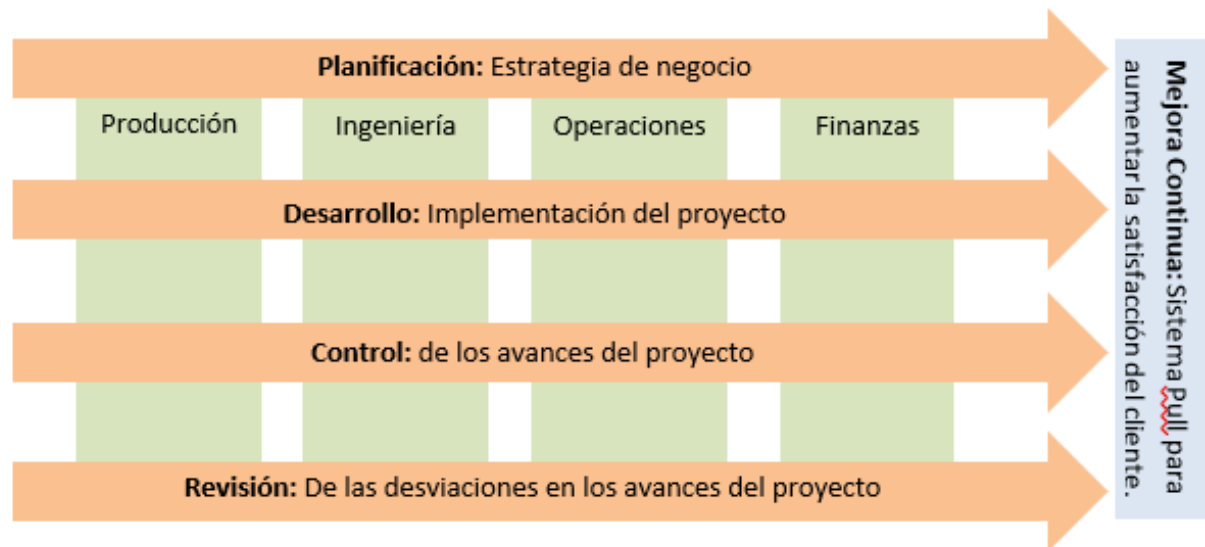 Planificación: Estrategia de negocio
Producción
Ingeniería
Operaciones
Finanzas
Desarrollo: Implementación del proyecto
Control: de los avances del proyecto
Revisión: De las desviaciones en los avances del proyecto
Mejora Continua: Sistema Pull para
aumentar la satisfacción del cliente.